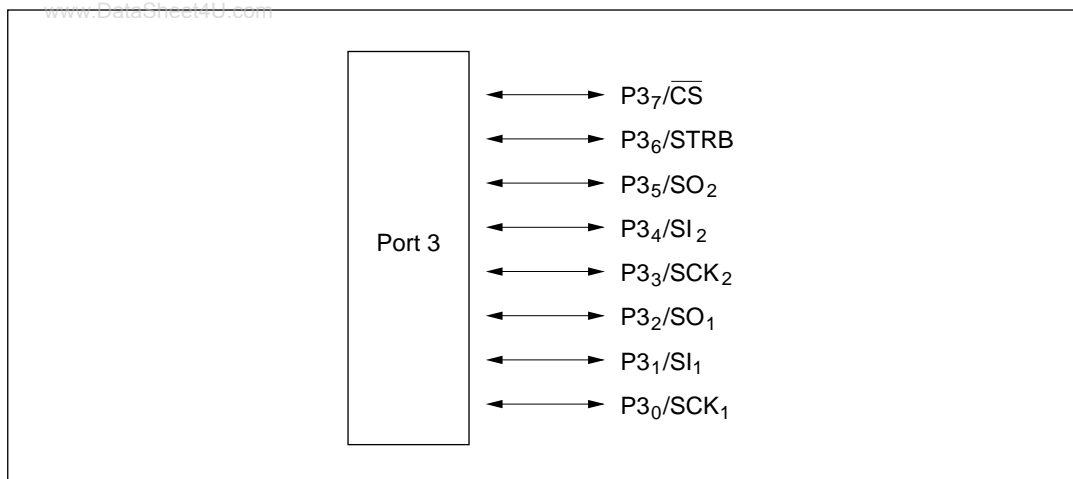 www.DataSheet4U.com
P3₇/C̅S̅
P3₆/STRB
P3₅/SO₂
P3₄/SI₂
Port 3
P3₃/SCK₂
P3₂/SO₁
P3₁/SI₁
P3₀/SCK₁